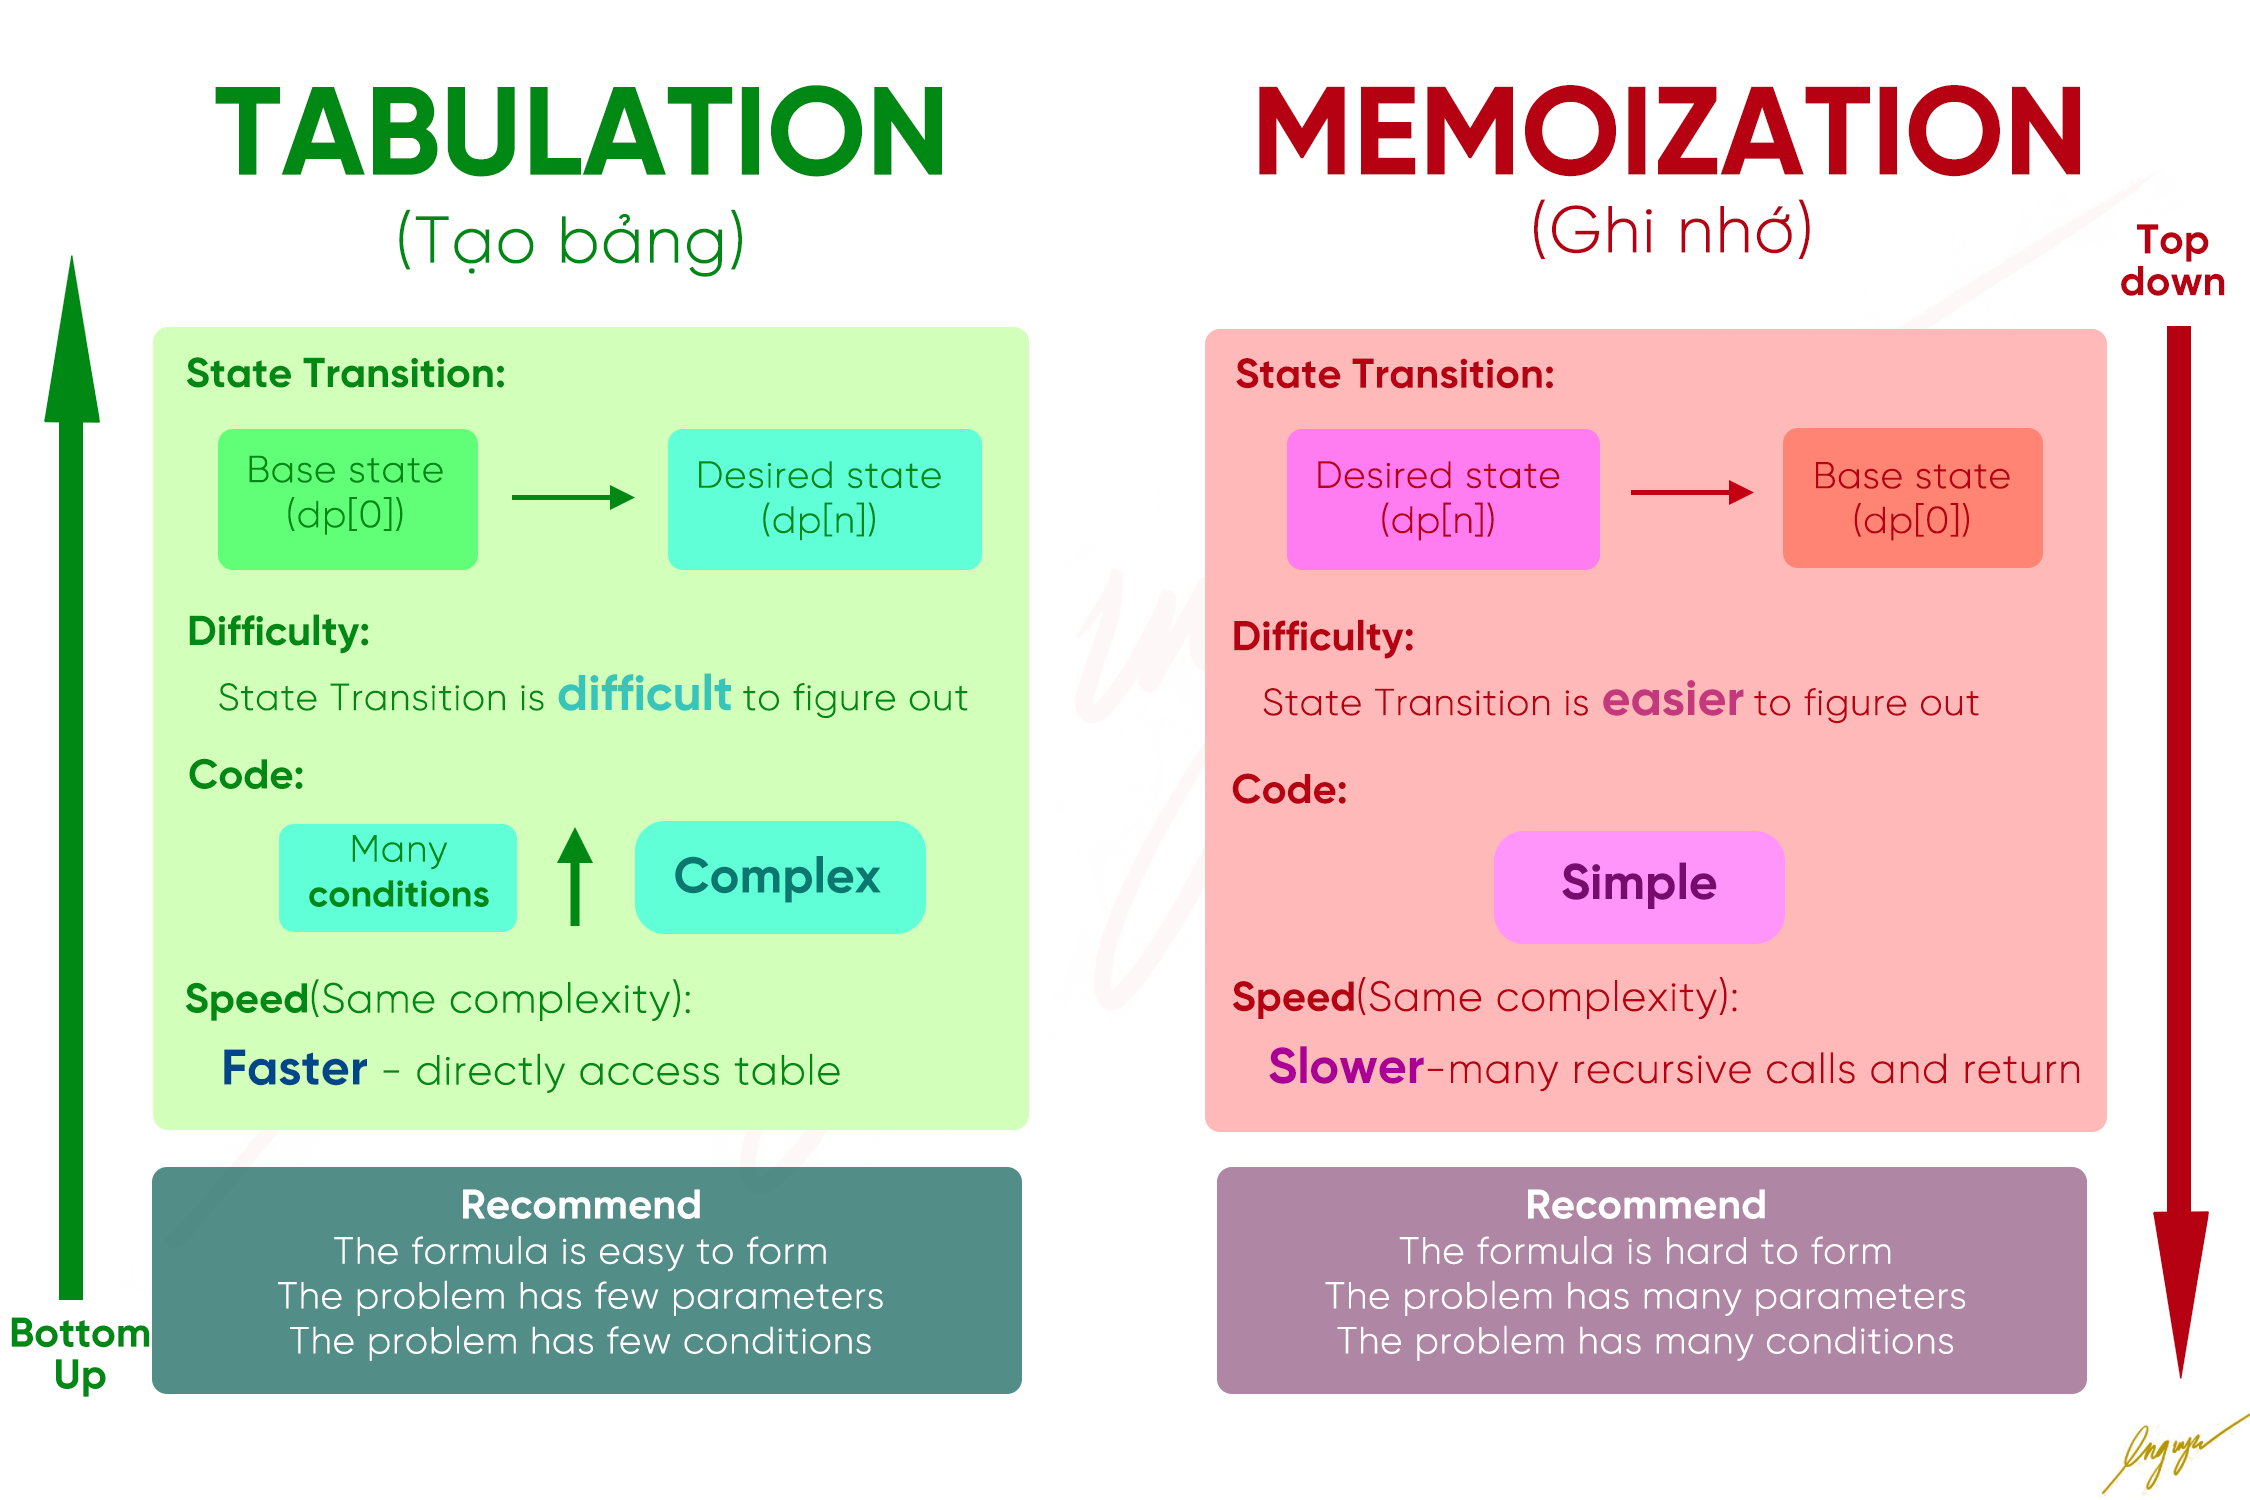 TABULATION
(Tạo bảng)
State Transition:
Base state
(dp[0])
Desired state
(dp[n])
Difficulty:
State Transition is difficult to figure out
Code:
Many
conditions
Complex
Speed(Same complexity):
Faster - directly access table
Recommend
The formula is easy to form
The problem has few parameters
The problem has few conditions
Bottom
Up
MEMOIZATION
(Ghi nhớ)
Top
down
State Transition:
Desired state
(dp[n])
Base state
(dp[0])
Difficulty:
State Transition is easier to figure out
Code:
Simple
Speed(Same complexity):
Slower-many recursive calls and return
Recommend
The formula is hard to form
The problem has many parameters
The problem has many conditions